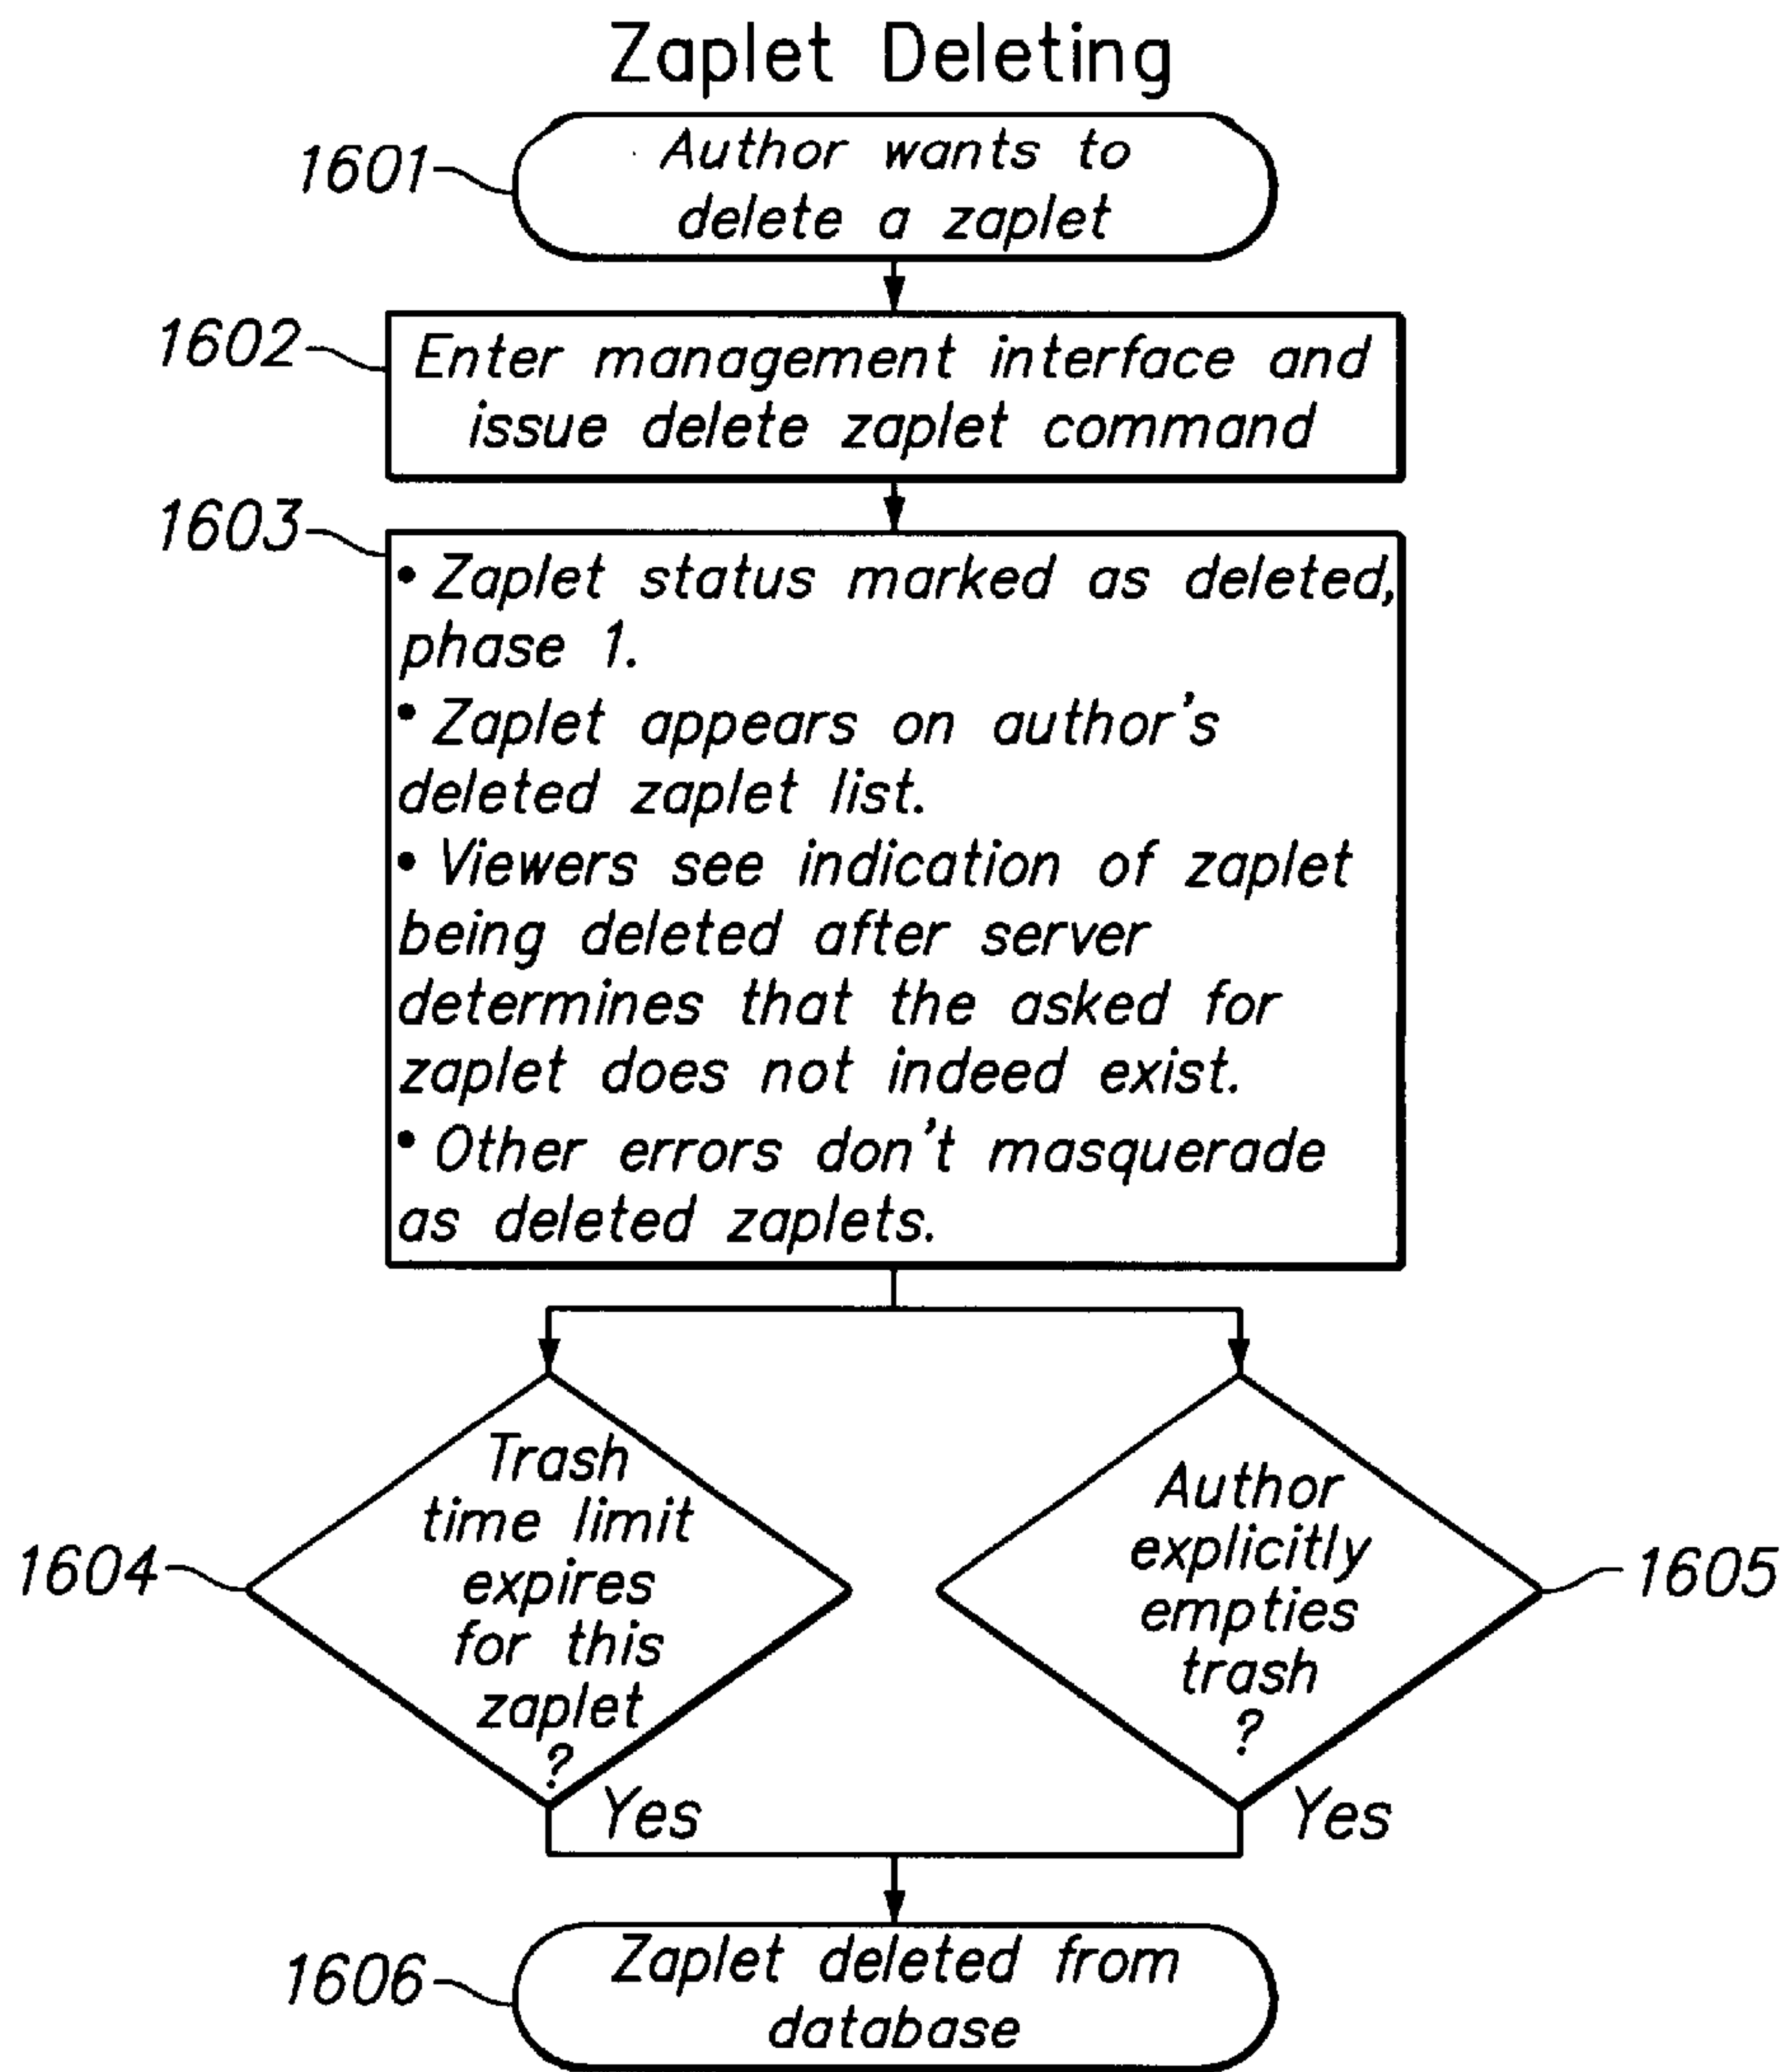 Zaplet Deleting
1601
Author wants to
delete a zaplet
1602
Enter management interface and
issue delete zaplet command
1603
• Zaplet status marked as deleted,
phase 1.
• Zaplet appears on author's
deleted zaplet list.
• Viewers see indication of zaplet
being deleted after server
determines that the asked for
zaplet does not indeed exist.
• Other errors don't masquerade
as deleted zaplets.
1604
Trash
time limit
expires
for this
zaplet
?
Yes
Author
explicitly
empties
trash
?
1605
Yes
1606
Zaplet deleted from
database